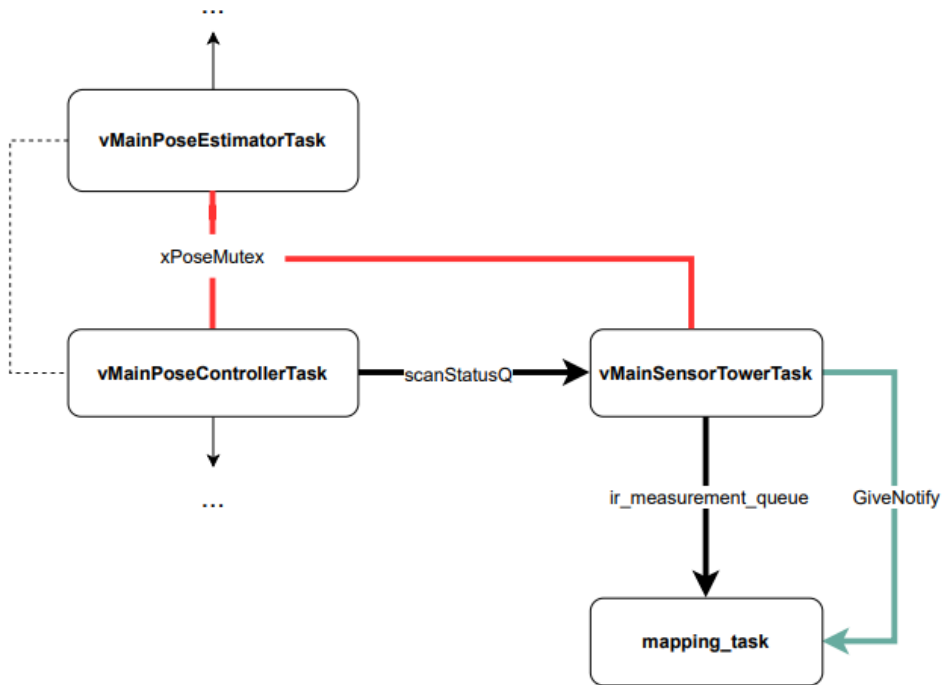 ...
vMainPoseEstimatorTask
xPoseMutex
vMainPoseControllerTask
scanStatusQ
vMainSensorTowerTask
...
ir_measurement_queue
GiveNotify
mapping_task